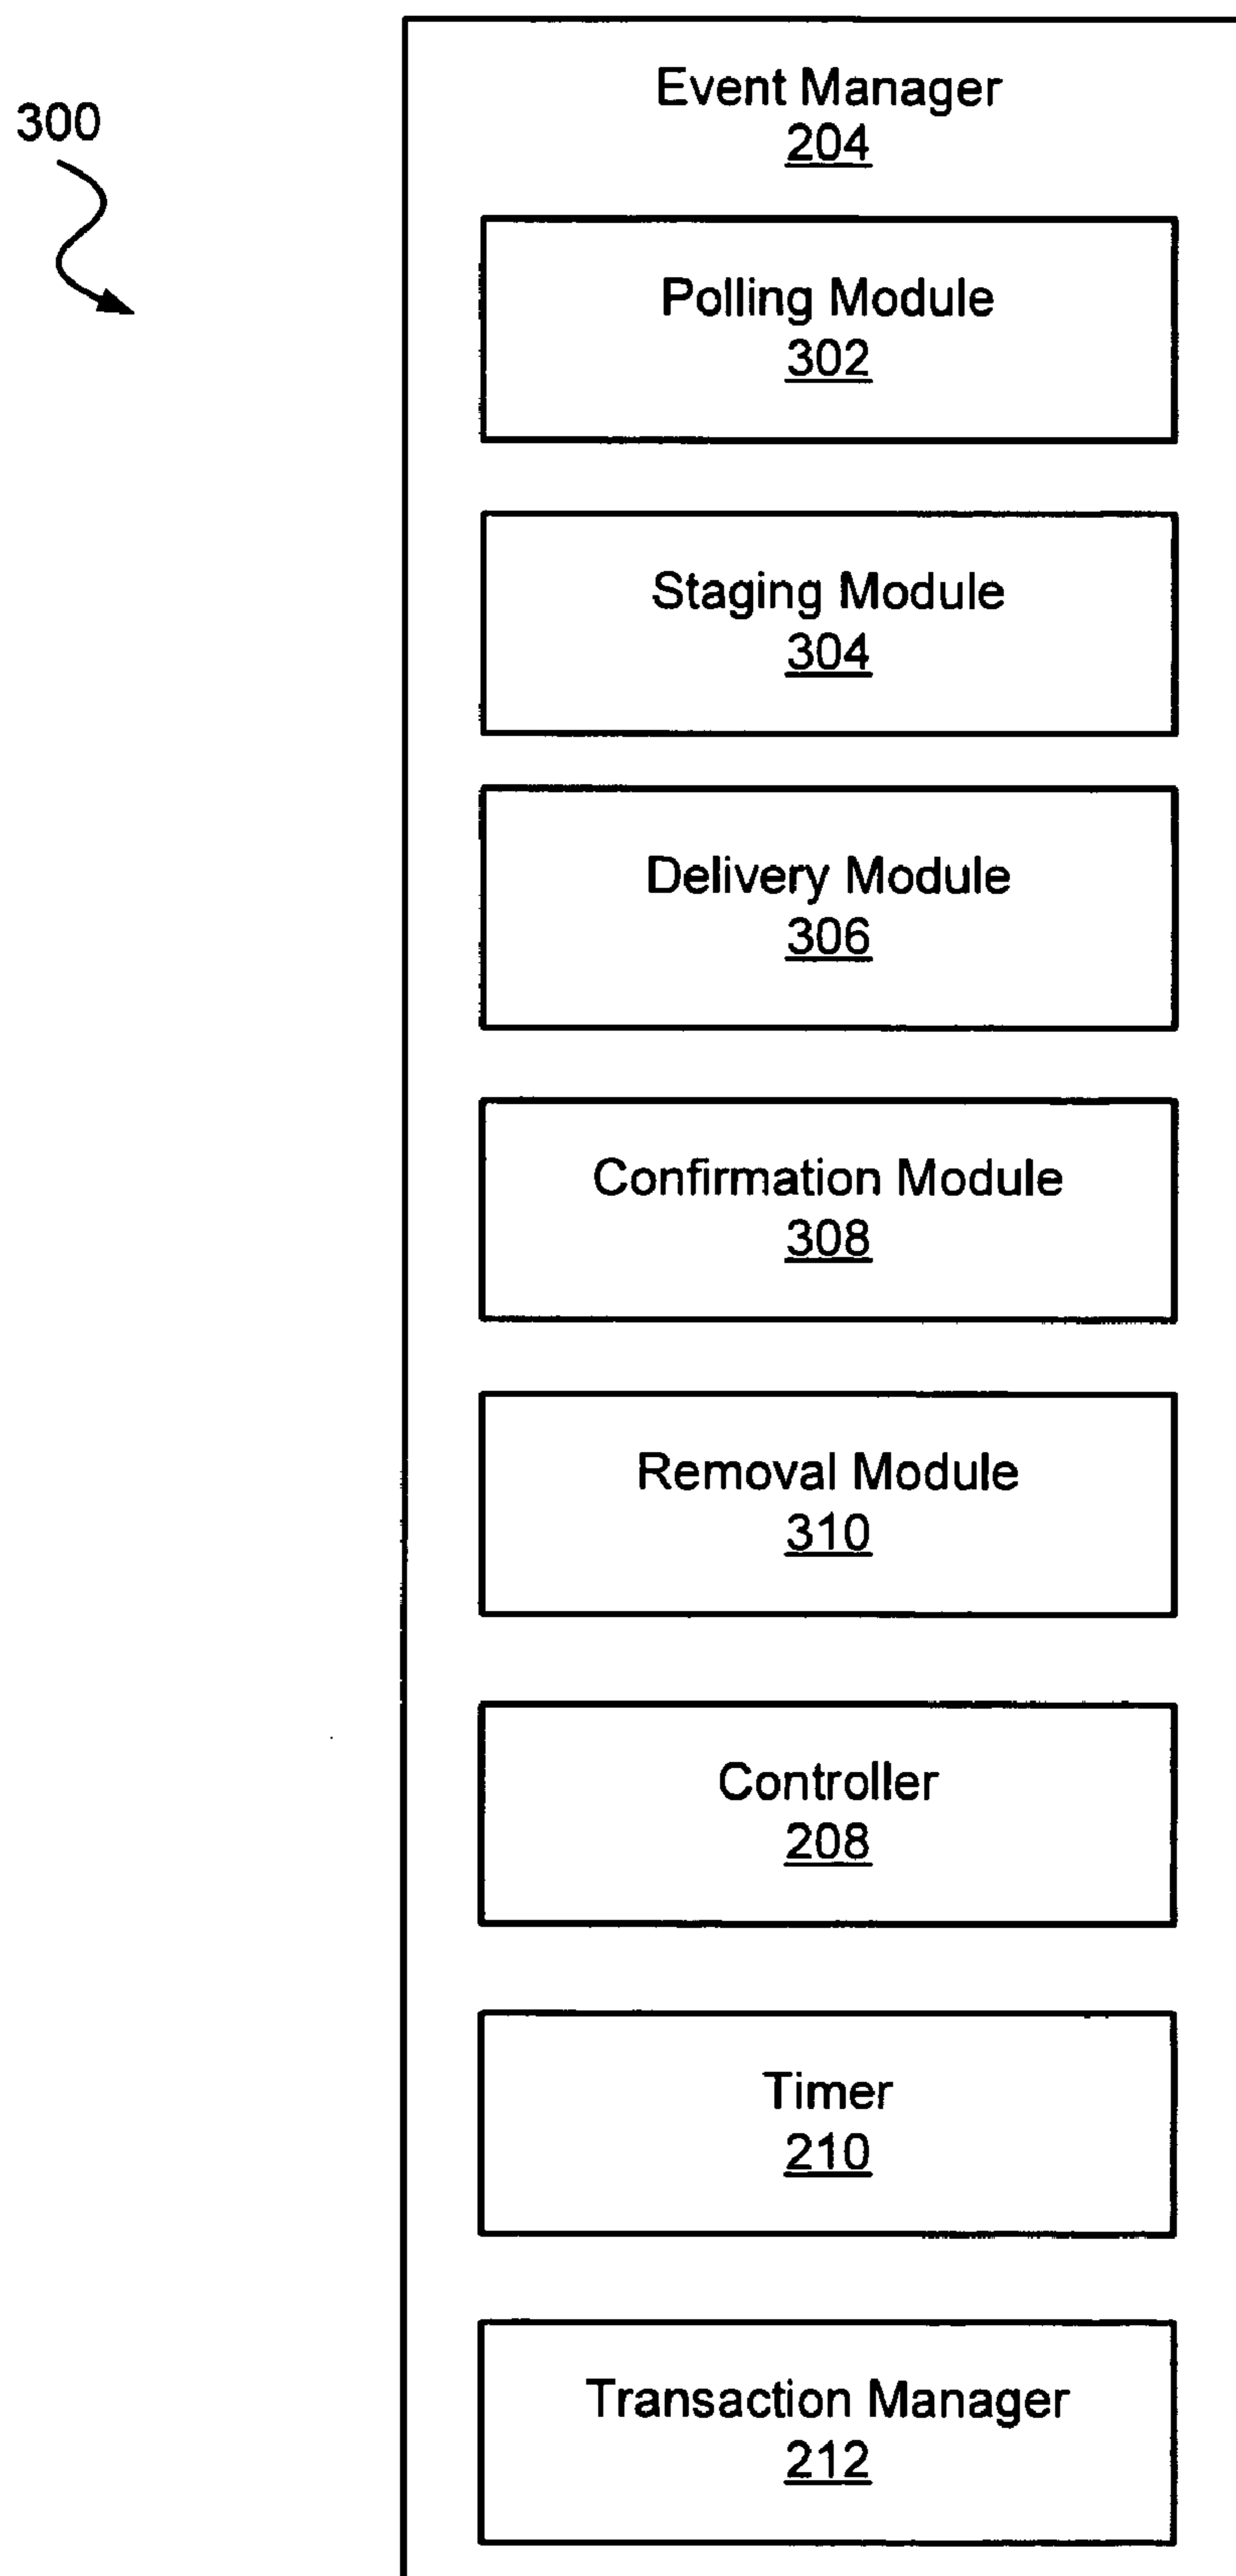 300
Event Manager
204
Polling Module
302
Staging Module
304
Delivery Module
306
Confirmation Module
308
Removal Module
310
Controller
208
Timer
210
Transaction Manager
212